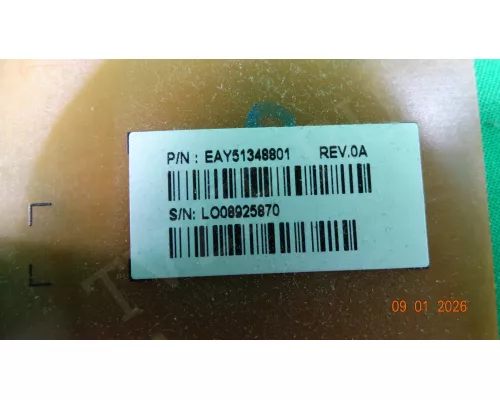 P/N : EAY51348801 REV.0A
S/N: LO08925870
09 01 2026